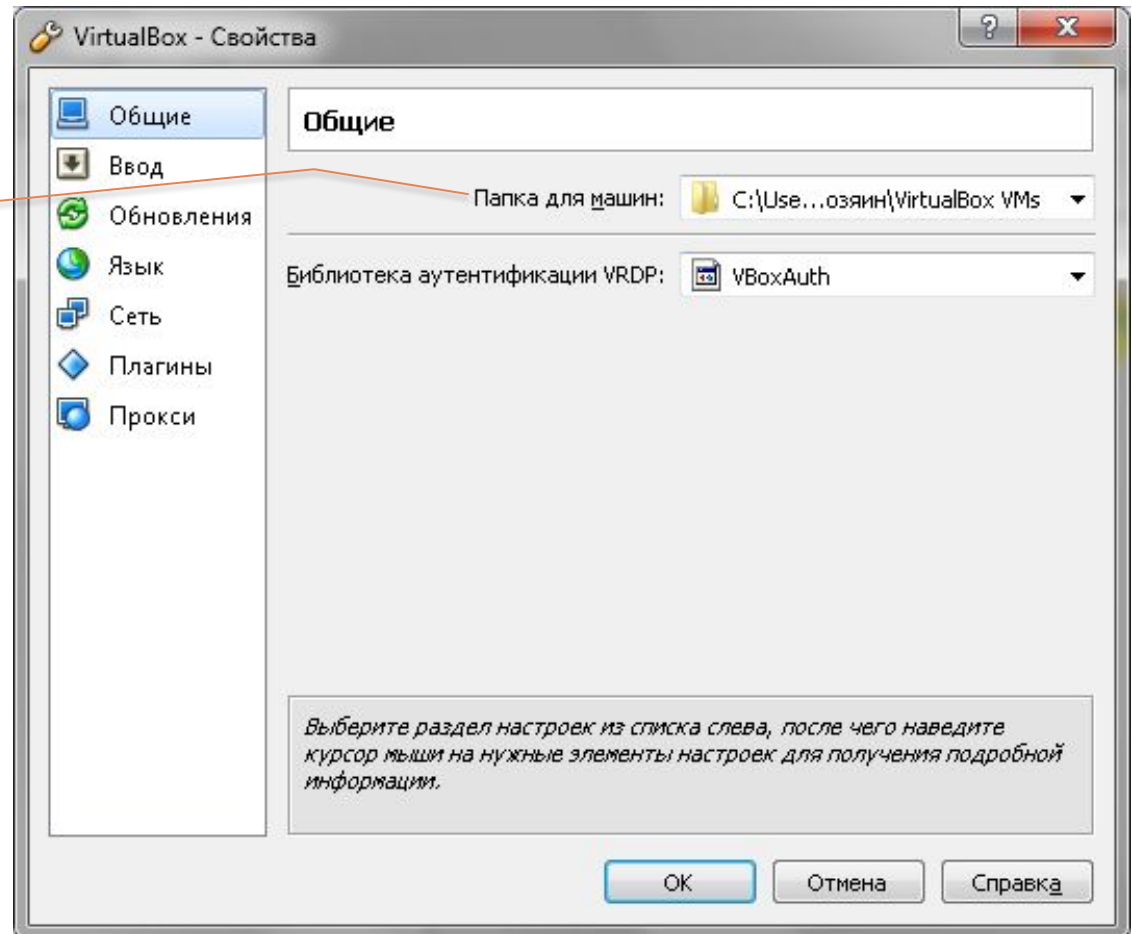 VirtualBox - Свойства
Общие
Ввод
Обновления
Язык
Сеть
Плагины
Прокси
Общие
Папка для машин: C:\Use...озяин\VirtualBox VMs
Библиотека аутентификации VRDP: VBoxAuth
Выберите раздел настроек из списка слева, после чего наведите
курсор мыши на нужные элементы настроек для получения подробной
информации.
OK Отмена Справка